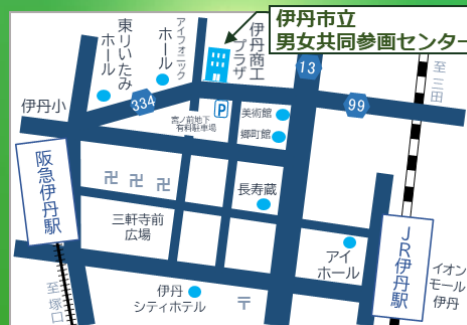 伊丹市立
男女共同参画センター
伊丹商工
プラザ
アイフォニック
ホール
東リいたみ
ホール
伊丹小
334
13
99
至三田
P
宮ノ前地下
有料駐車場
美術館
郷町館
長寿蔵
卍 卍 卍
三軒寺前
広場
阪急伊丹駅
至塚口
伊丹
シティホテル
〒
アイ
ホール
JR伊丹駅
イオン
モール
伊丹